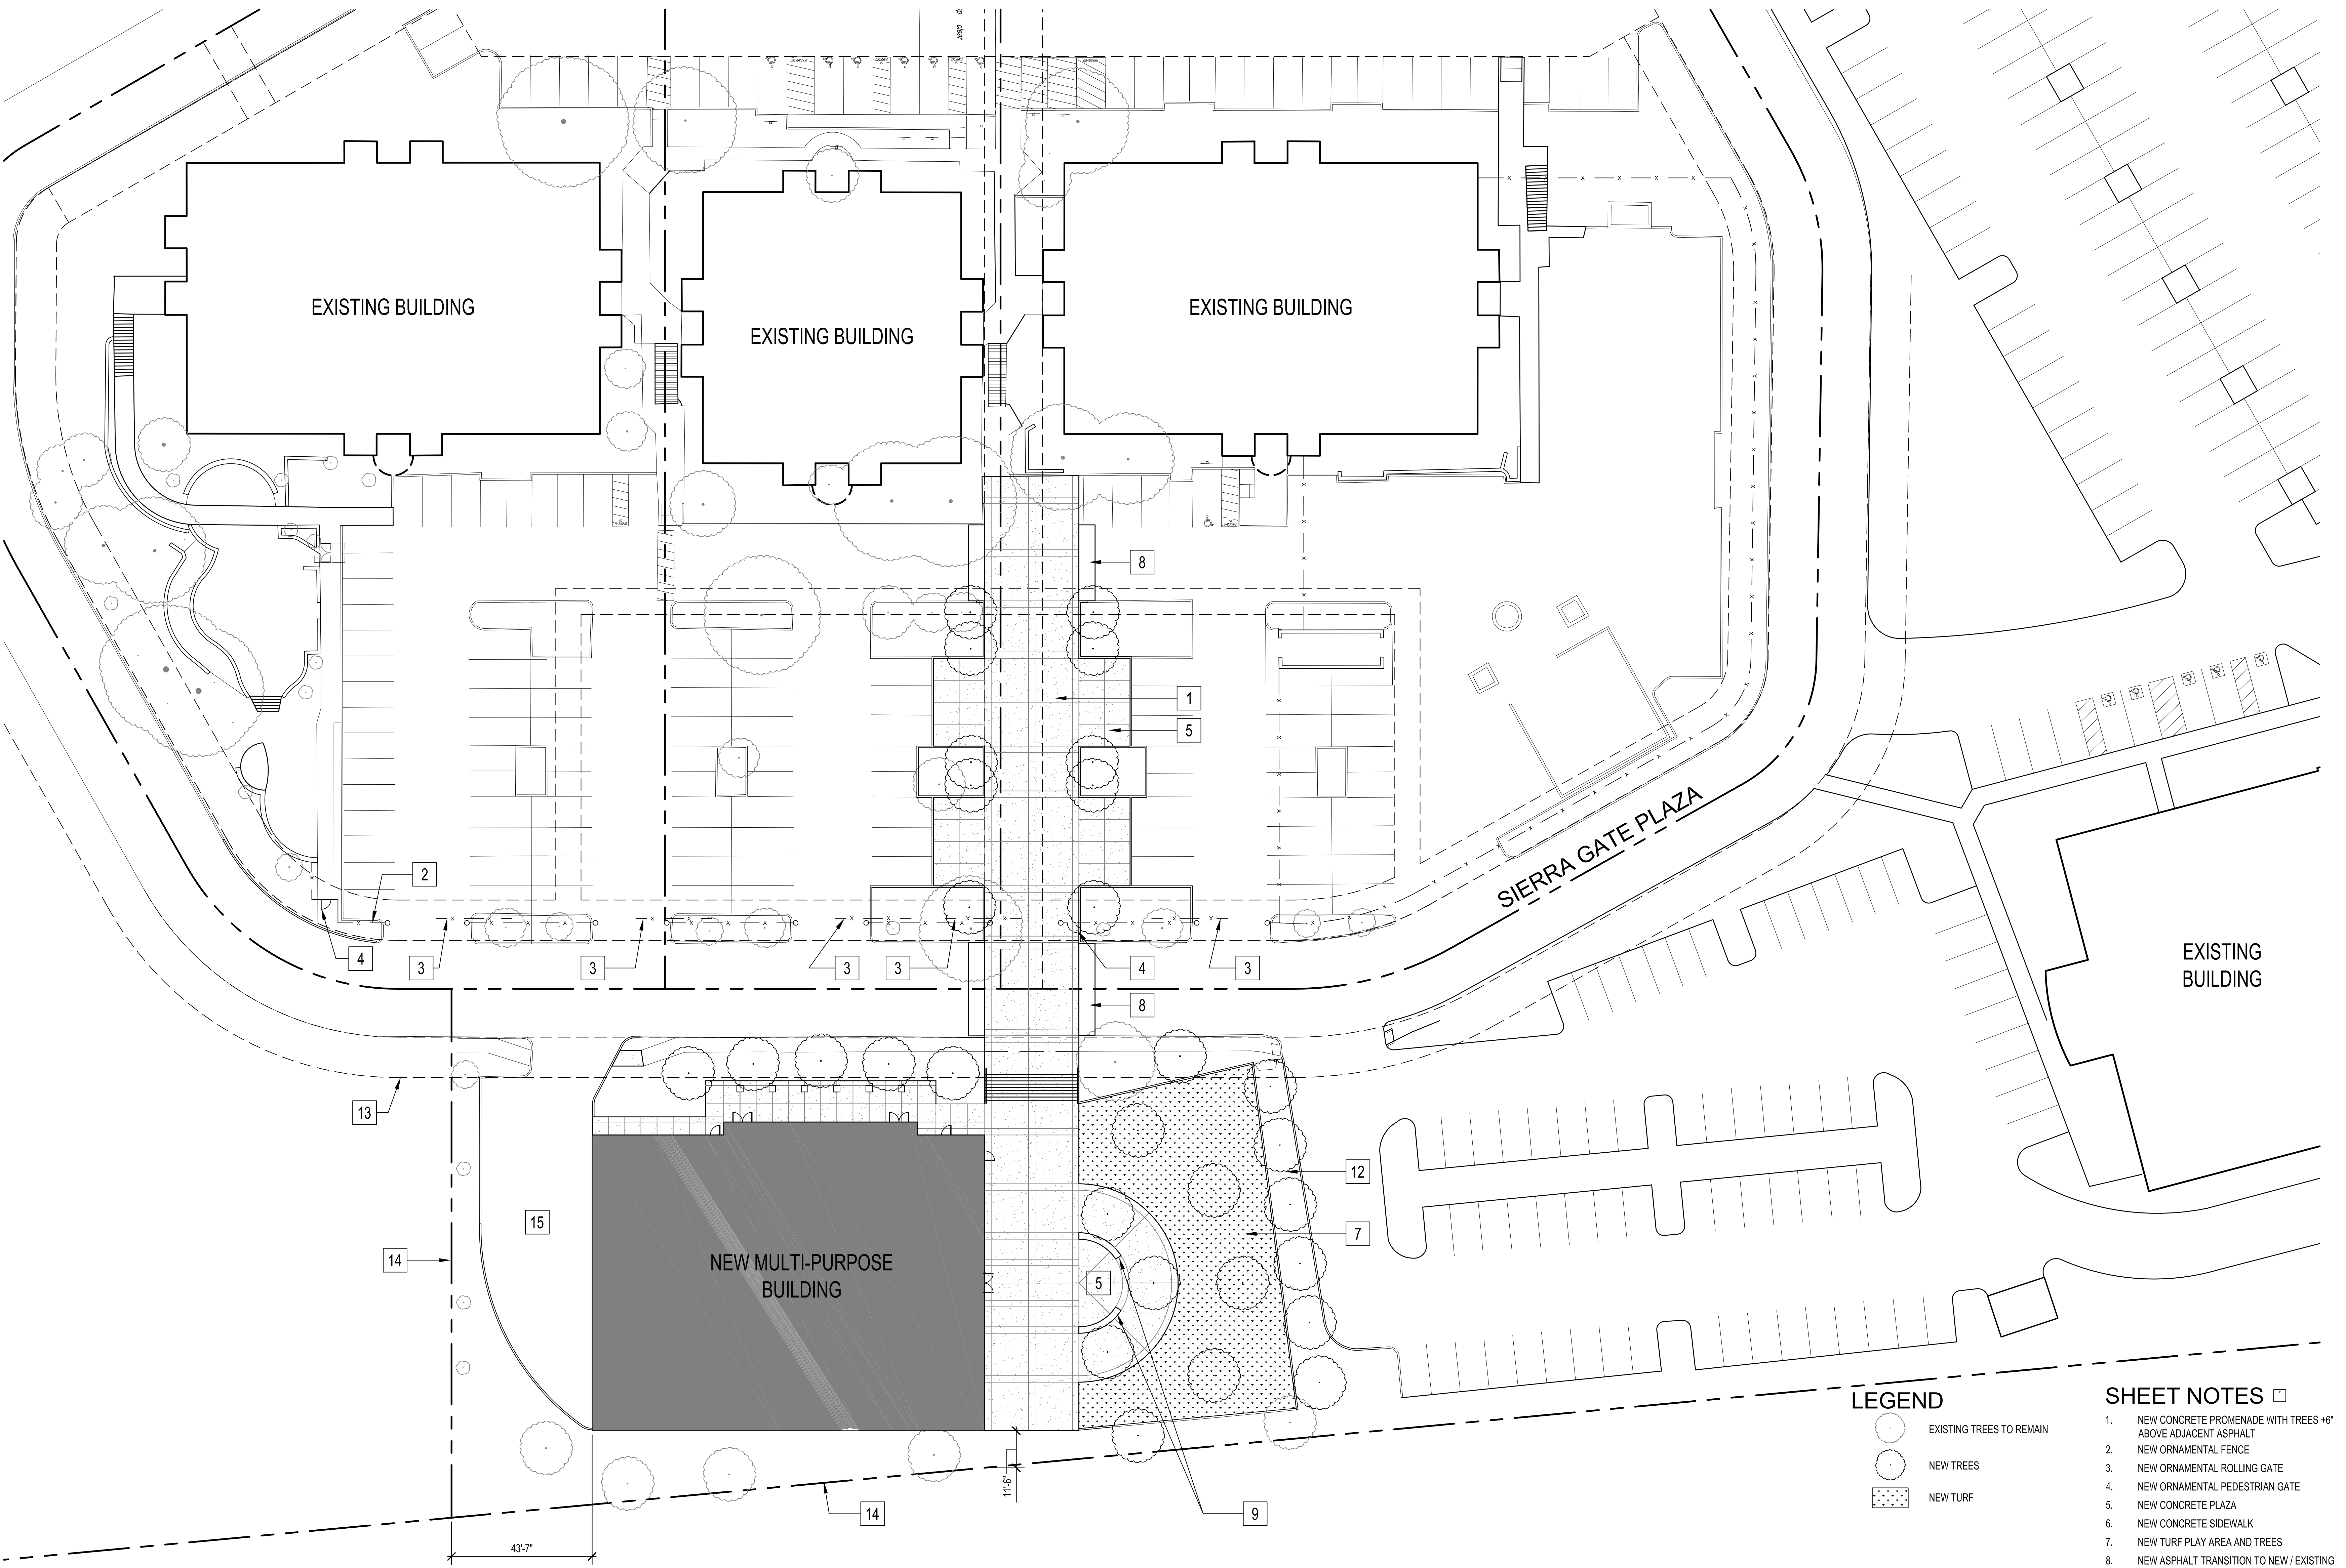 clear
EXISTING BUILDING
EXISTING BUILDING
EXISTING BUILDING
8
1
5
SIERRA GATE PLAZA
2
4
3
3
3
3
4
3
8
EXISTING
BUILDING
13
12
15
7
14
NEW MULTI-PURPOSE
BUILDING
5
11'-6"
14
9
43'-7"
LEGEND
EXISTING TREES TO REMAIN
NEW TREES
NEW TURF
SHEET NOTES
1. NEW CONCRETE PROMENADE WITH TREES +6"
ABOVE ADJACENT ASPHALT
2. NEW ORNAMENTAL FENCE
3. NEW ORNAMENTAL ROLLING GATE
4. NEW ORNAMENTAL PEDESTRIAN GATE
5. NEW CONCRETE PLAZA
6. NEW CONCRETE SIDEWALK
7. NEW TURF PLAY AREA AND TREES
8. NEW ASPHALT TRANSITION TO NEW / EXISTING